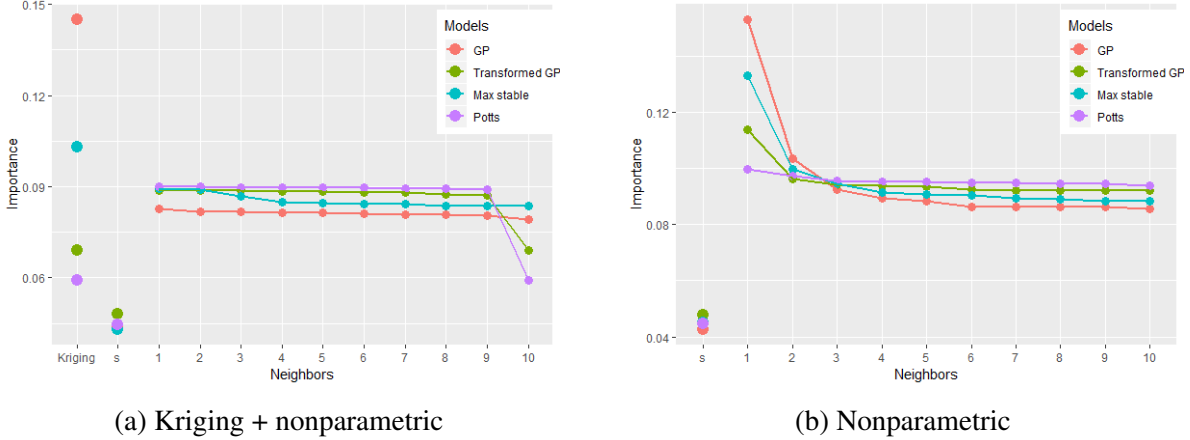 0.15
0.12
0.09
0.06
Importance
Kriging s 1 2 3 4 5 6 7 8 9 10
Neighbors
Models
GP
Transformed GP
Max stable
Potts
(a) Kriging + nonparametric
0.12
0.08
0.04
Importance
s 1 2 3 4 5 6 7 8 9 10
Neighbors
Models
GP
Transformed GP
Max stable
Potts
(b) Nonparametric